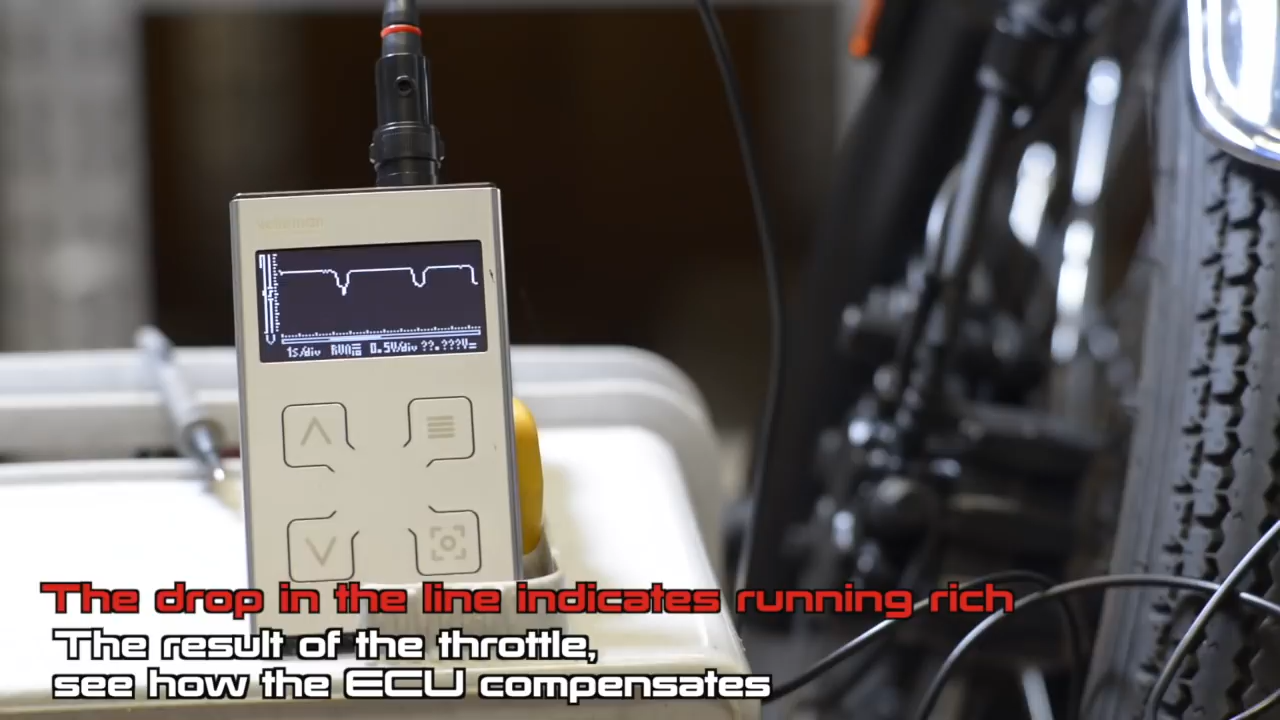 velleman
1s/div RUN 0.5V/div ??.???V=
The drop in the line indicates running rich
The result of the throttle,
see how the ECU compensates